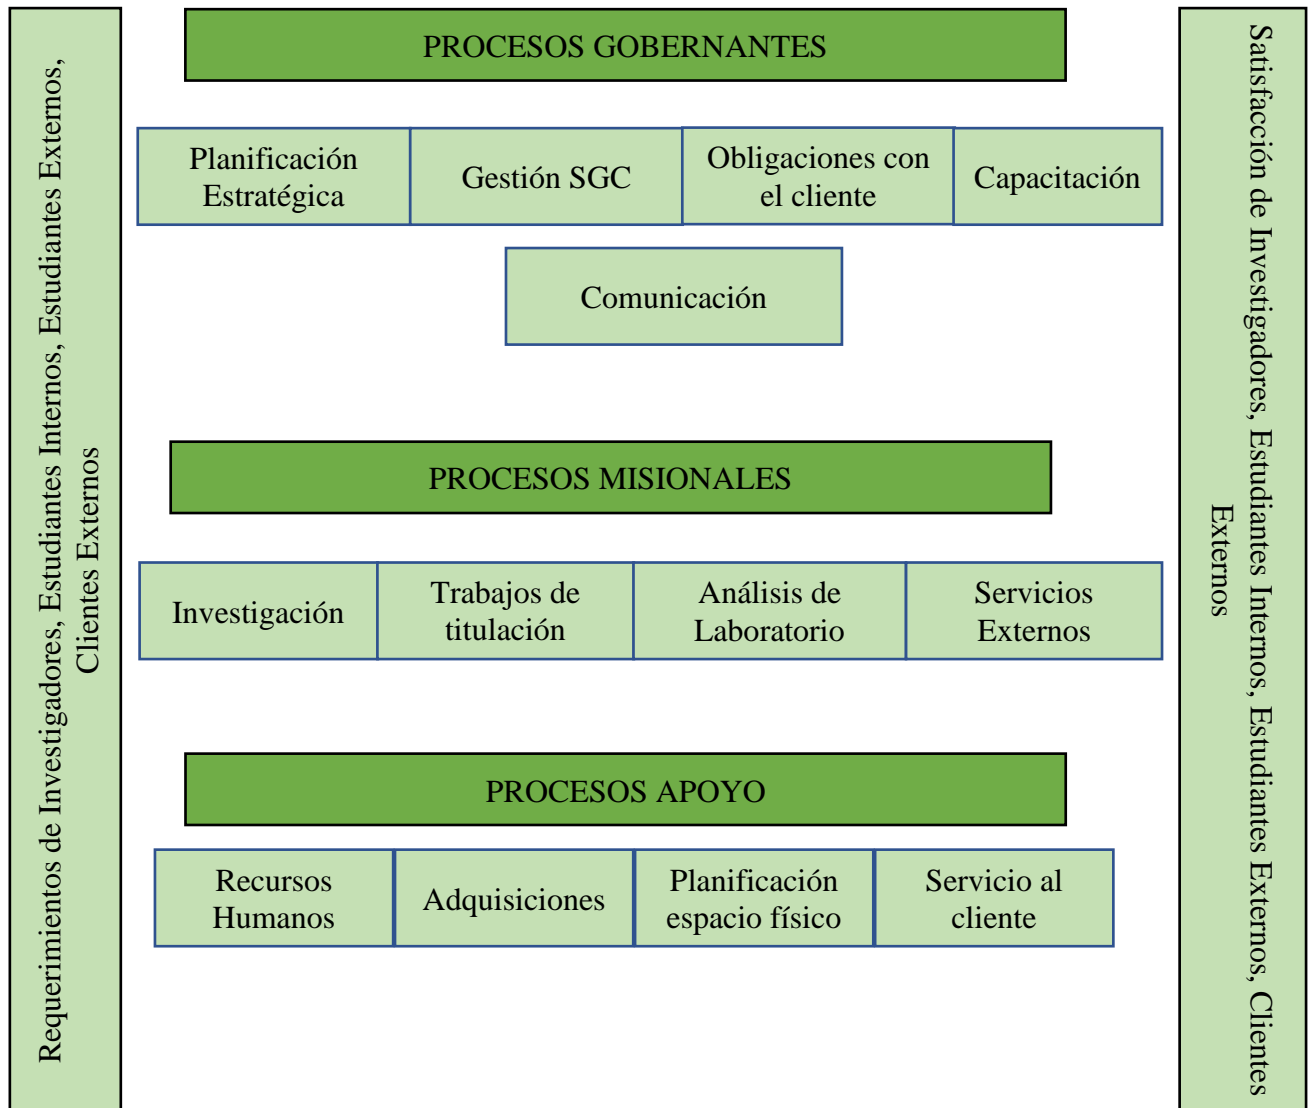 Requerimientos de Investigadores, Estudiantes Internos, Estudiantes Externos,
Clientes Externos
PROCESOS GOBERNANTES
Planificación
Estratégica
Gestión SGC
Obligaciones con
el cliente
Capacitación
Comunicación
PROCESOS MISIONALES
Investigación
Trabajos de
titulación
Análisis de
Laboratorio
Servicios
Externos
PROCESOS APOYO
Recursos
Humanos
Adquisiciones
Planificación
espacio físico
Servicio al
cliente
Satisfacción de Investigadores, Estudiantes Internos, Estudiantes Externos, Clientes
Externos